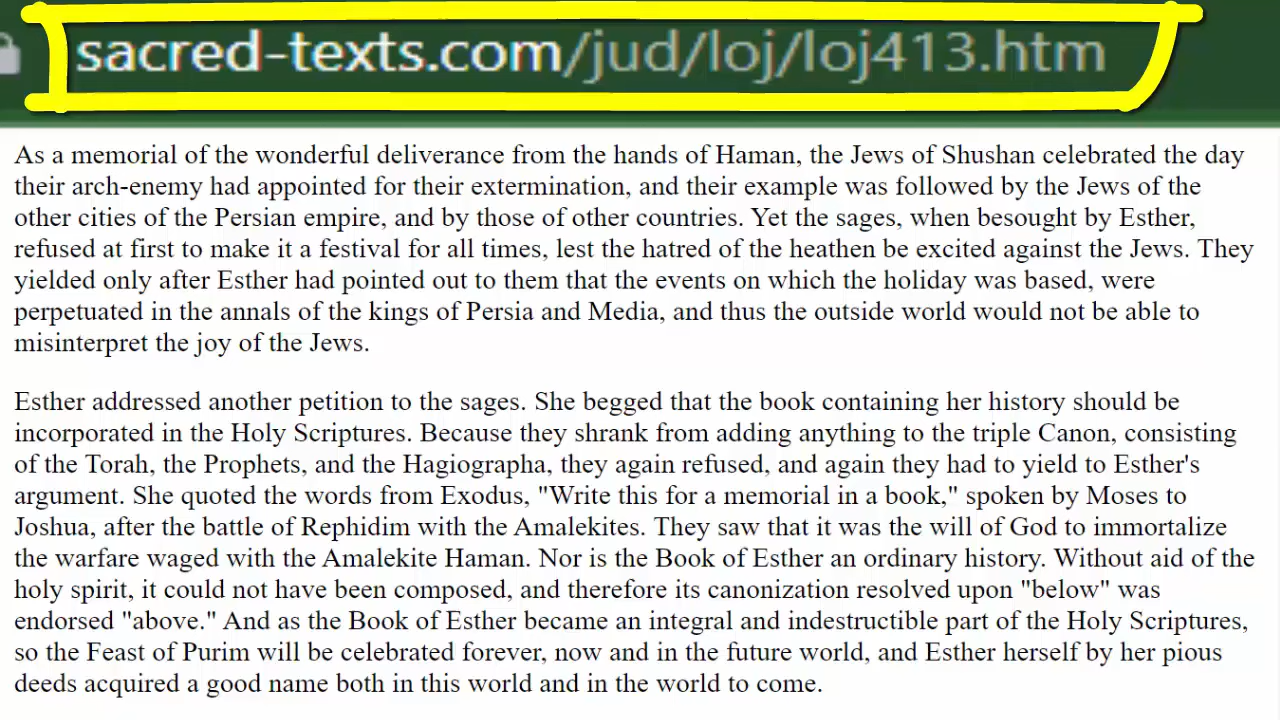 sacred-texts.com/jud/loj/loj413.htm
As a memorial of the wonderful deliverance from the hands of Haman, the Jews of Shushan celebrated the day
their arch-enemy had appointed for their extermination, and their example was followed by the Jews of the
other cities of the Persian empire, and by those of other countries. Yet the sages, when besought by Esther,
refused at first to make it a festival for all times, lest the hatred of the heathen be excited against the Jews. They
yielded only after Esther had pointed out to them that the events on which the holiday was based, were
perpetuated in the annals of the kings of Persia and Media, and thus the outside world would not be able to
misinterpret the joy of the Jews.
Esther addressed another petition to the sages. She begged that the book containing her history should be
incorporated in the Holy Scriptures. Because they shrank from adding anything to the triple Canon, consisting
of the Torah, the Prophets, and the Hagiographa, they again refused, and again they had to yield to Esther's
argument. She quoted the words from Exodus, "Write this for a memorial in a book," spoken by Moses to
Joshua, after the battle of Rephidim with the Amalekites. They saw that it was the will of God to immortalize
the warfare waged with the Amalekite Haman. Nor is the Book of Esther an ordinary history. Without aid of the
holy spirit, it could not have been composed, and therefore its canonization resolved upon "below" was
endorsed "above." And as the Book of Esther became an integral and indestructible part of the Holy Scriptures,
so the Feast of Purim will be celebrated forever, now and in the future world, and Esther herself by her pious
deeds acquired a good name both in this world and in the world to come.